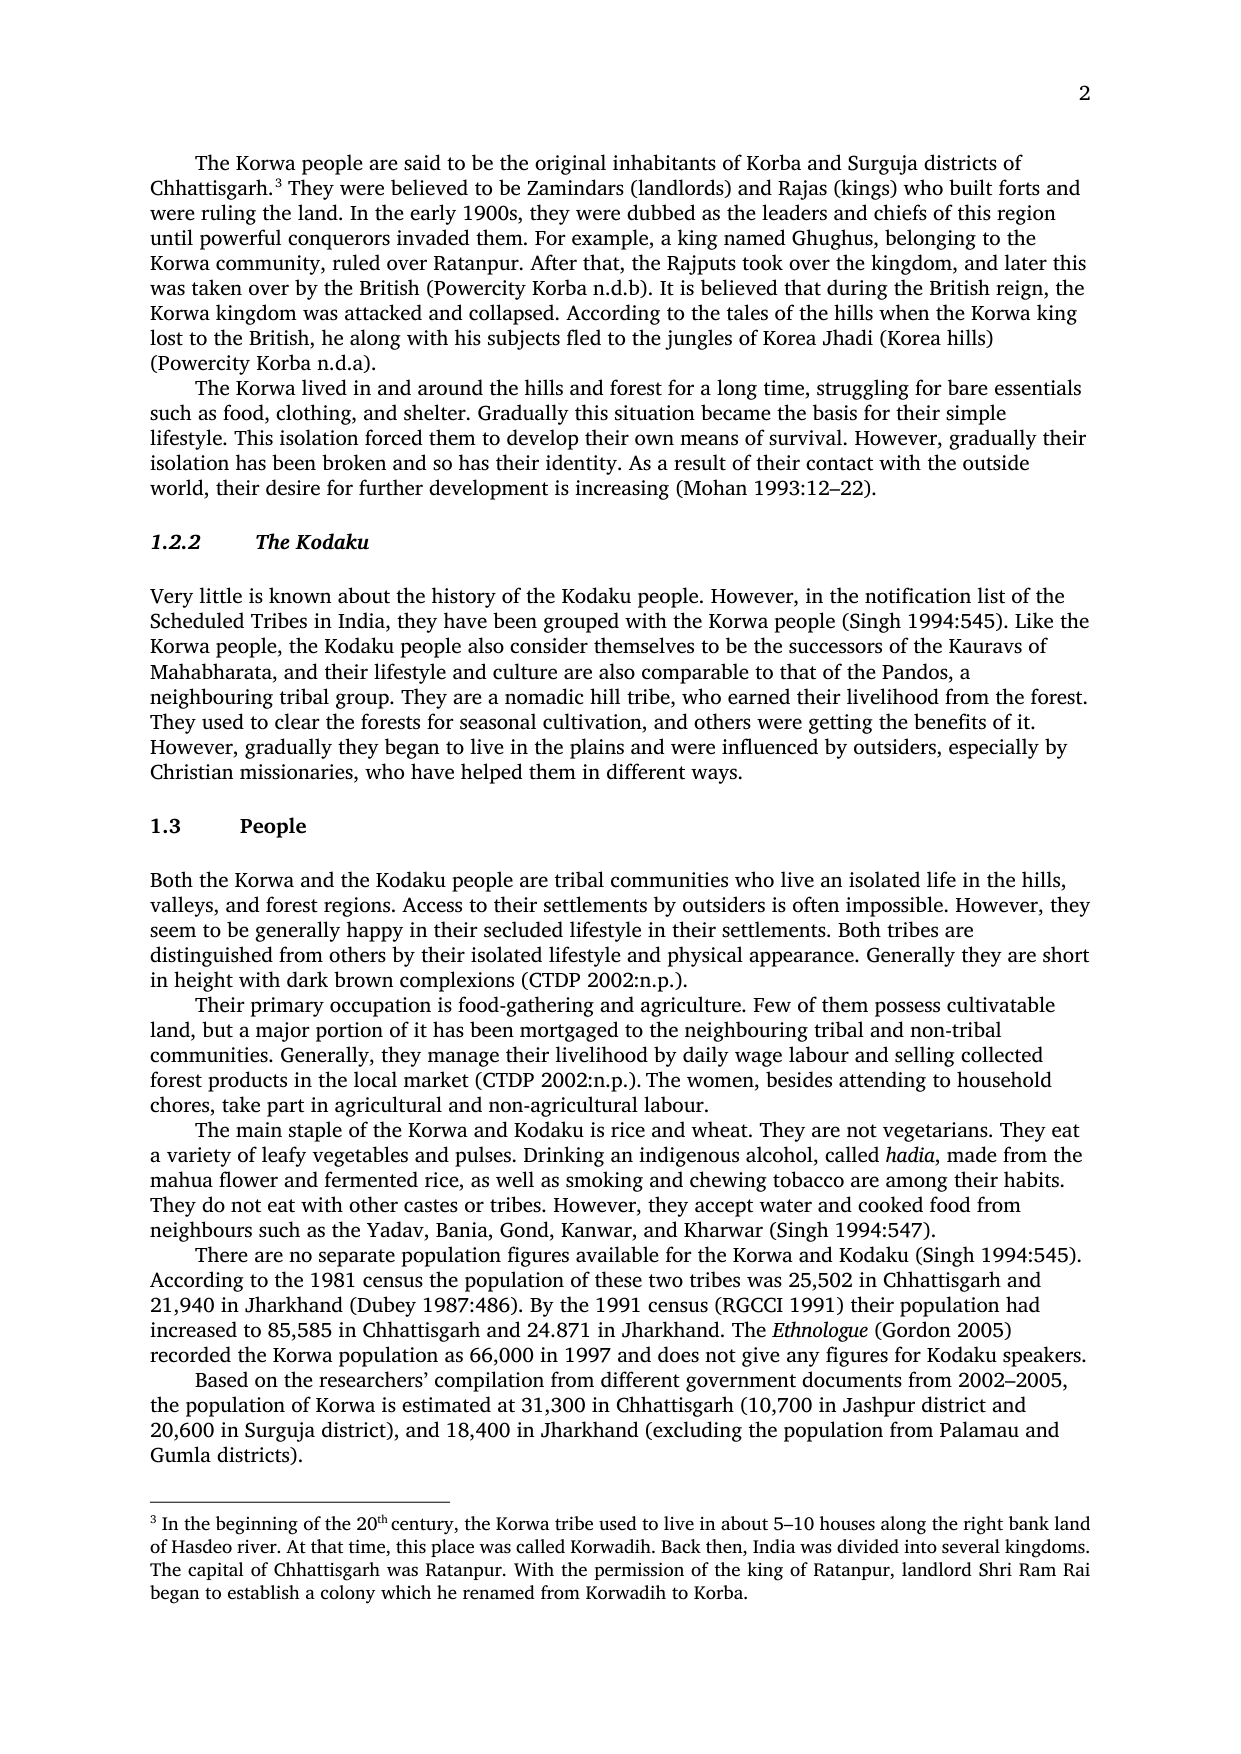 2
The Korwa people are said to be the original inhabitants of Korba and Surguja districts of
Chhattisgarh.³ They were believed to be Zamindars (landlords) and Rajas (kings) who built forts and
were ruling the land. In the early 1900s, they were dubbed as the leaders and chiefs of this region
until powerful conquerors invaded them. For example, a king named Ghughus, belonging to the
Korwa community, ruled over Ratanpur. After that, the Rajputs took over the kingdom, and later this
was taken over by the British (Powercity Korba n.d.b). It is believed that during the British reign, the
Korwa kingdom was attacked and collapsed. According to the tales of the hills when the Korwa king
lost to the British, he along with his subjects fled to the jungles of Korea Jhadi (Korea hills)
(Powercity Korba n.d.a).
The Korwa lived in and around the hills and forest for a long time, struggling for bare essentials
such as food, clothing, and shelter. Gradually this situation became the basis for their simple
lifestyle. This isolation forced them to develop their own means of survival. However, gradually their
isolation has been broken and so has their identity. As a result of their contact with the outside
world, their desire for further development is increasing (Mohan 1993:12–22).
1.2.2 The Kodaku
Very little is known about the history of the Kodaku people. However, in the notification list of the
Scheduled Tribes in India, they have been grouped with the Korwa people (Singh 1994:545). Like the
Korwa people, the Kodaku people also consider themselves to be the successors of the Kauravs of
Mahabharata, and their lifestyle and culture are also comparable to that of the Pandos, a
neighbouring tribal group. They are a nomadic hill tribe, who earned their livelihood from the forest.
They used to clear the forests for seasonal cultivation, and others were getting the benefits of it.
However, gradually they began to live in the plains and were influenced by outsiders, especially by
Christian missionaries, who have helped them in different ways.
1.3 People
Both the Korwa and the Kodaku people are tribal communities who live an isolated life in the hills,
valleys, and forest regions. Access to their settlements by outsiders is often impossible. However, they
seem to be generally happy in their secluded lifestyle in their settlements. Both tribes are
distinguished from others by their isolated lifestyle and physical appearance. Generally they are short
in height with dark brown complexions (CTDP 2002:n.p.).
Their primary occupation is food-gathering and agriculture. Few of them possess cultivatable
land, but a major portion of it has been mortgaged to the neighbouring tribal and non-tribal
communities. Generally, they manage their livelihood by daily wage labour and selling collected
forest products in the local market (CTDP 2002:n.p.). The women, besides attending to household
chores, take part in agricultural and non-agricultural labour.
The main staple of the Korwa and Kodaku is rice and wheat. They are not vegetarians. They eat
a variety of leafy vegetables and pulses. Drinking an indigenous alcohol, called hadia, made from the
mahua flower and fermented rice, as well as smoking and chewing tobacco are among their habits.
They do not eat with other castes or tribes. However, they accept water and cooked food from
neighbours such as the Yadav, Bania, Gond, Kanwar, and Kharwar (Singh 1994:547).
There are no separate population figures available for the Korwa and Kodaku (Singh 1994:545).
According to the 1981 census the population of these two tribes was 25,502 in Chhattisgarh and
21,940 in Jharkhand (Dubey 1987:486). By the 1991 census (RGCCI 1991) their population had
increased to 85,585 in Chhattisgarh and 24.871 in Jharkhand. The Ethnologue (Gordon 2005)
recorded the Korwa population as 66,000 in 1997 and does not give any figures for Kodaku speakers.
Based on the researchers’ compilation from different government documents from 2002–2005,
the population of Korwa is estimated at 31,300 in Chhattisgarh (10,700 in Jashpur district and
20,600 in Surguja district), and 18,400 in Jharkhand (excluding the population from Palamau and
Gumla districts).
³ In the beginning of the 20th century, the Korwa tribe used to live in about 5–10 houses along the right bank land
of Hasdeo river. At that time, this place was called Korwadih. Back then, India was divided into several kingdoms.
The capital of Chhattisgarh was Ratanpur. With the permission of the king of Ratanpur, landlord Shri Ram Rai
began to establish a colony which he renamed from Korwadih to Korba.